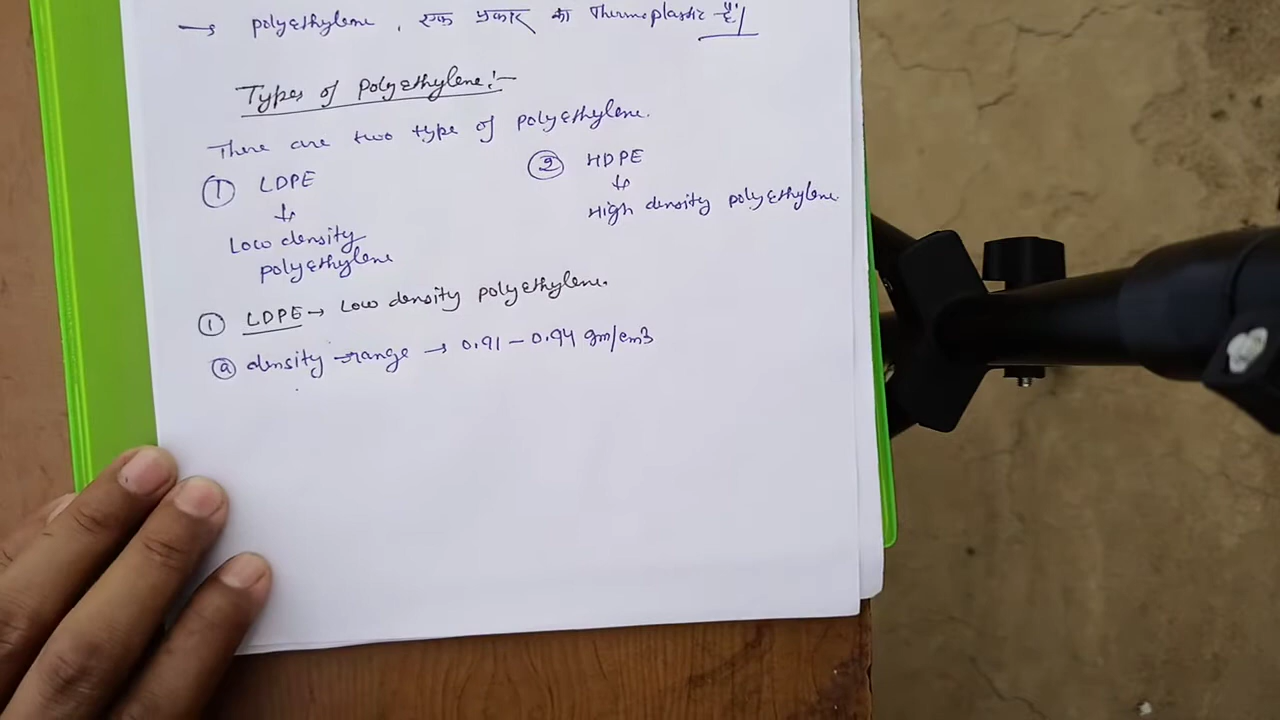 → polyethylene, एक प्रकार का Thermoplastic है।
Types of polyethylene:-
There are two type of polyethylene.
① LDPE
② HDPE
↓
High density polyethylene.
↓
Low density
polyethylene
① LDPE → Low density polyethylene.
ⓐ density range → 0.91 - 0.94 gm/cm3